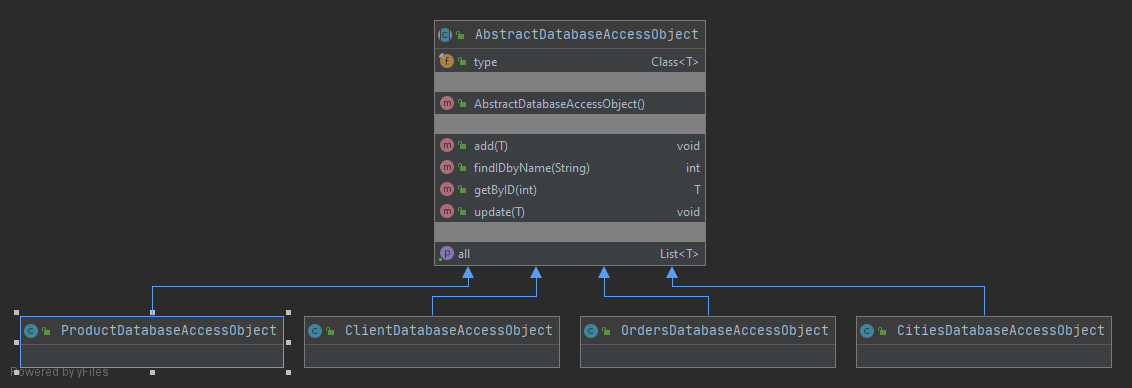 AbstractDatabaseAccessObject
type Class<T>
AbstractDatabaseAccessObject()
add(T) void
findIDbyName(String) int
getByID(int) T
update(T) void
all List<T>
ProductDatabaseAccessObject ClientDatabaseAccessObject OrdersDatabaseAccessObject CitiesDatabaseAccessObject
Powered by yFiles